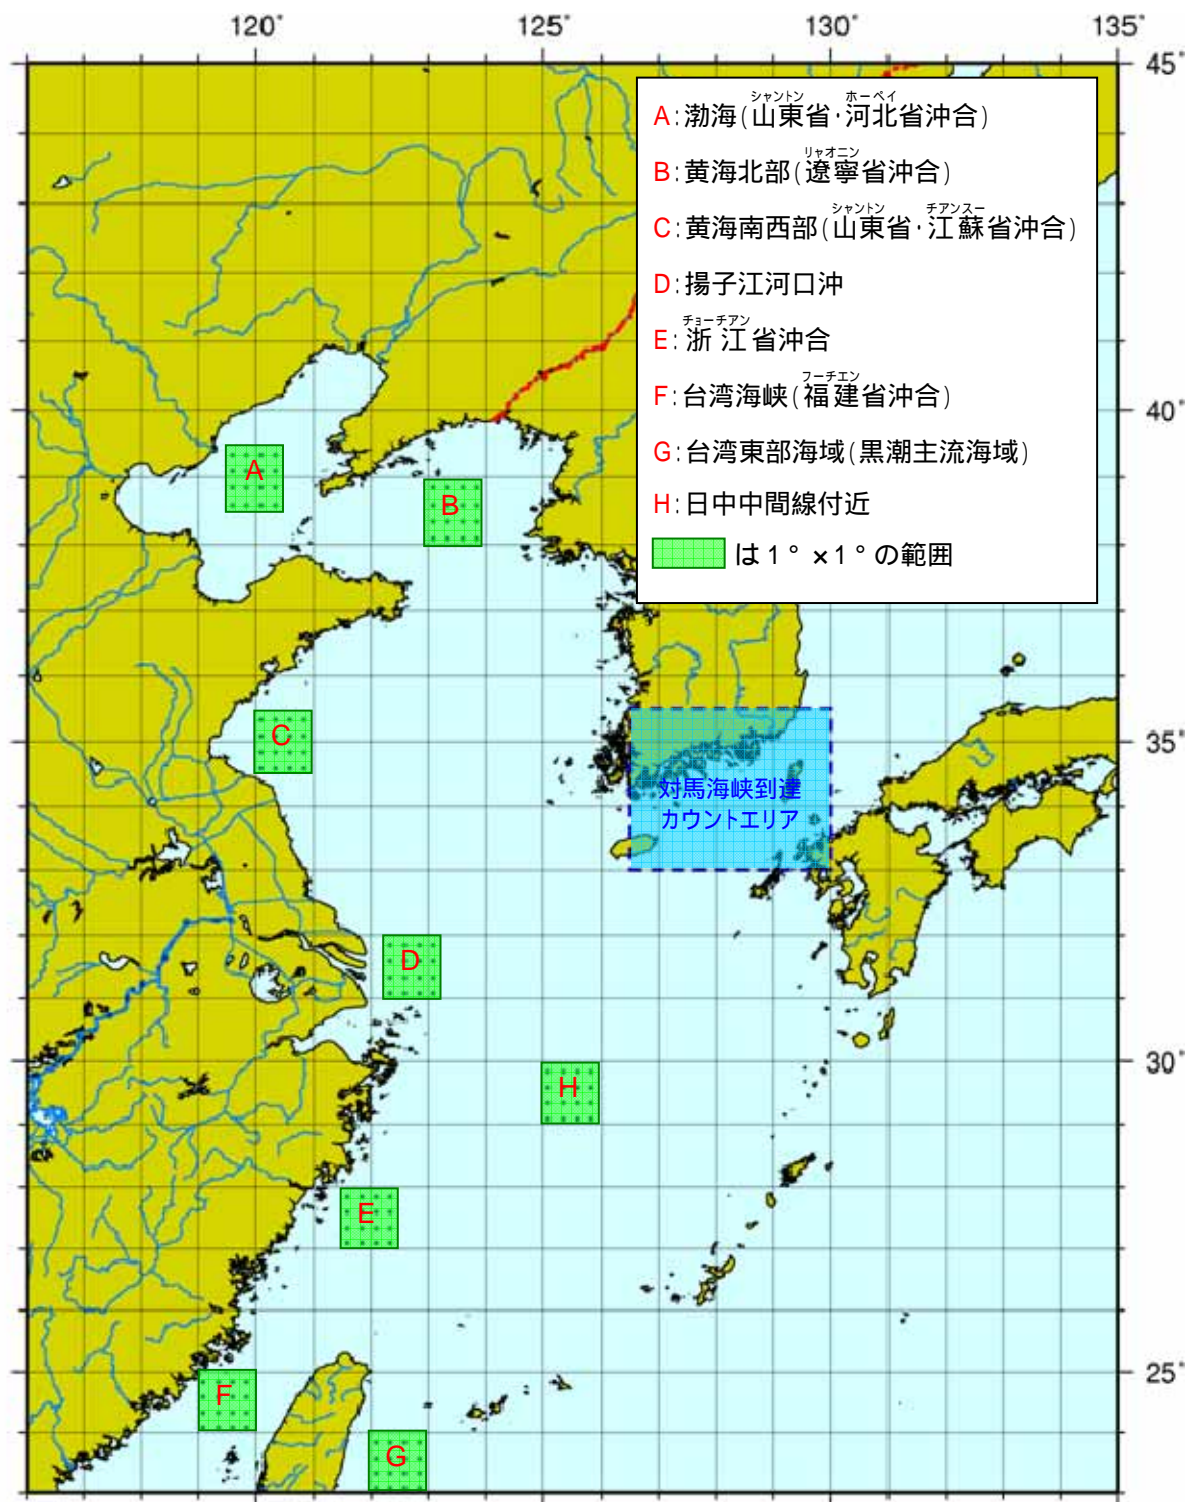 120° 125° 130° 135°
45°
シャントン ホーペイ
A:渤海(山東省・河北省沖合)
リャオニン
B:黄海北部(遼寧省沖合)
シャントン チアンスー
C:黄海南西部(山東省・江蘇省沖合)
D:揚子江河口沖
チョーチアン
E:浙江省沖合
フーチエン
F:台湾海峡(福建省沖合)
G:台湾東部海域(黒潮主流海域)
H:日中中間線付近
は1°×1°の範囲
40°
A
B
C
35°
対馬海峡到達
カウントエリア
D
30°
H
E
25°
F
G